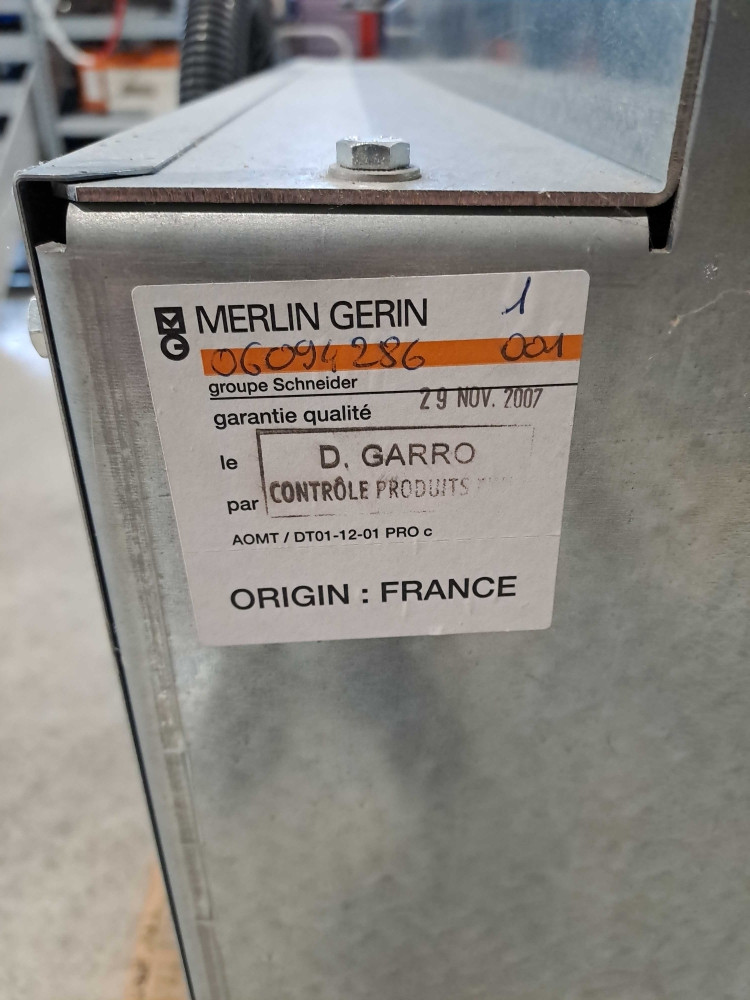 MG MERLIN GERIN 1
06094286 001
groupe Schneider
29 NOV. 2007
garantie qualité
le D. GARRO
par CONTRÔLE PRODUITS
AOMT / DT01-12-01 PRO c
ORIGIN : FRANCE